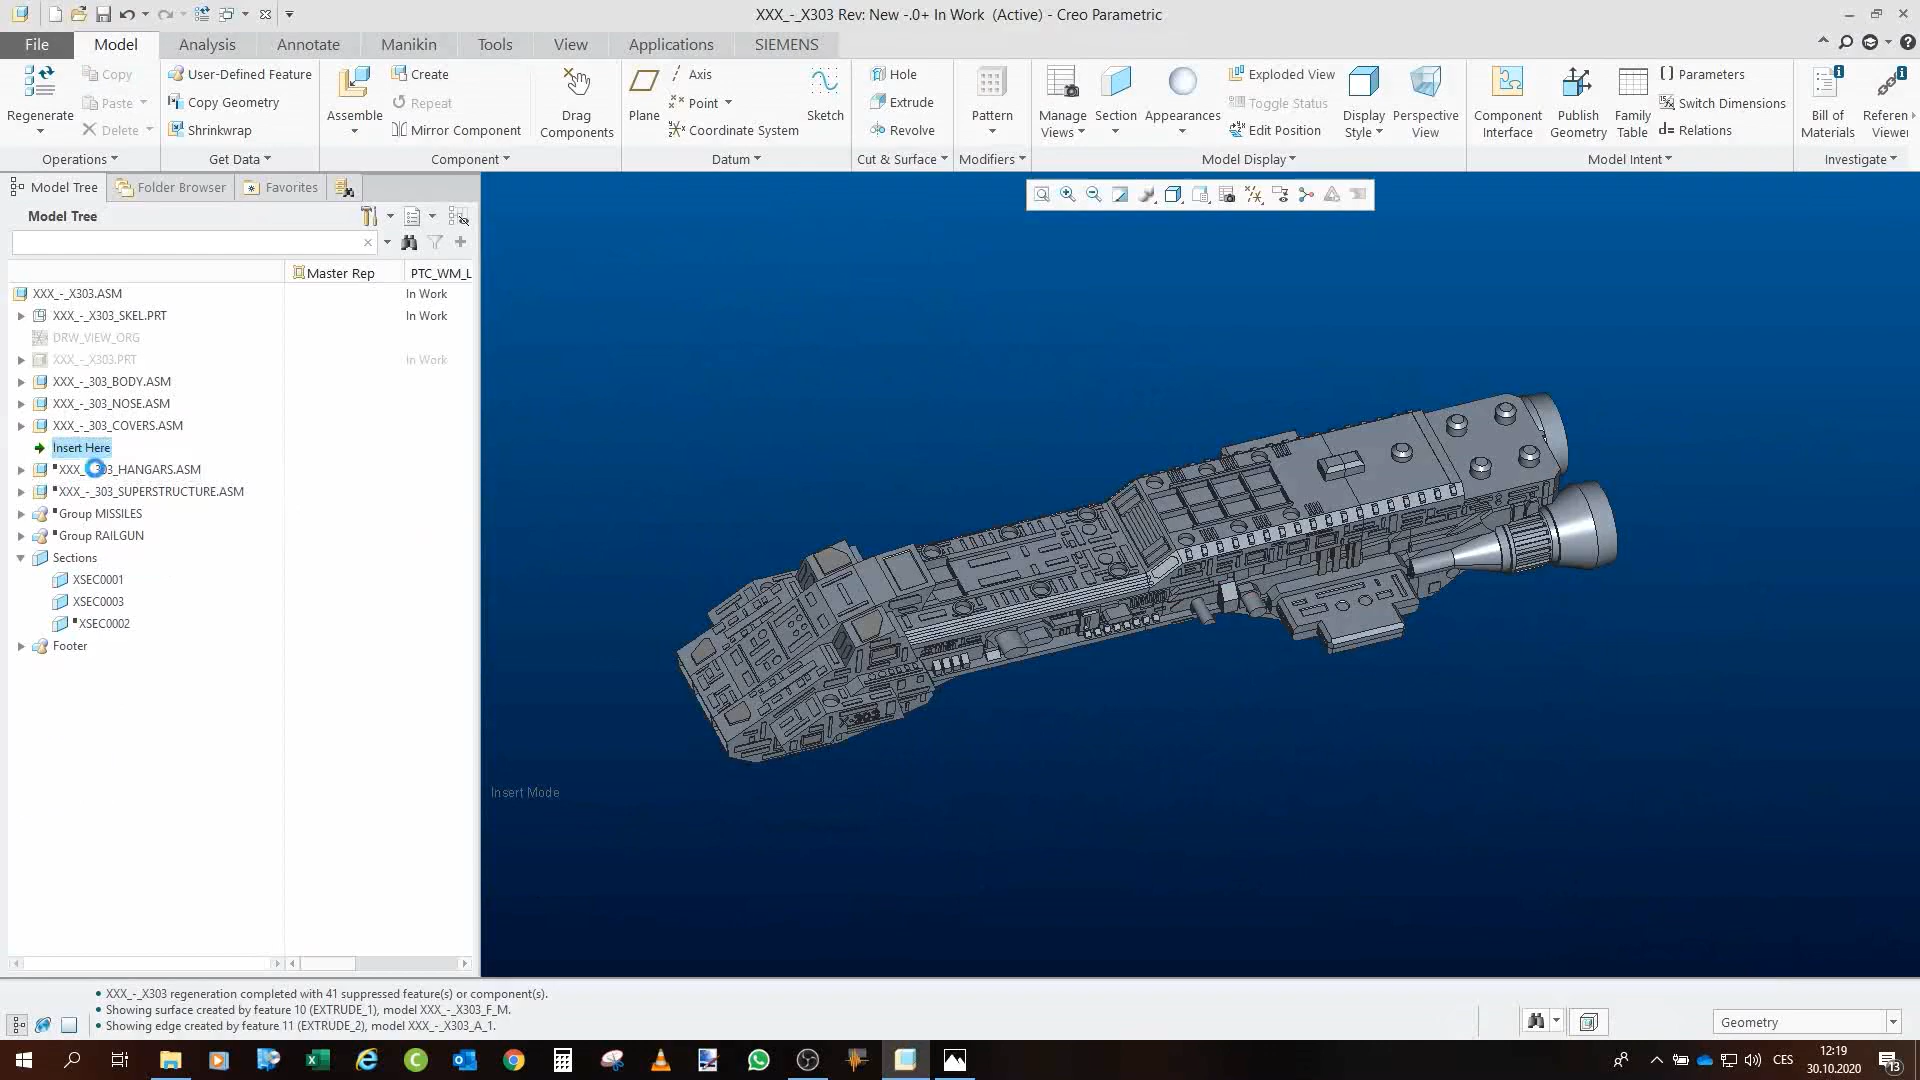 XXX_-_X303 Rev: New -.0+ In Work (Active) - Creo Parametric
File Model Analysis Annotate Manikin Tools View Applications SIEMENS
Regenerate
Copy
Paste
Delete
Operations
User-Defined Feature
Copy Geometry
Shrinkwrap
Get Data
Assemble
Create
Repeat
Mirror Component
Drag
Components
Component
Plane
Axis
Point
Coordinate System
Sketch
Datum
Hole
Extrude
Revolve
Cut & Surface
Pattern
Modifiers
Manage
Views
Section
Appearances
Exploded View
Toggle Status
Edit Position
Display
Style
Perspective
View
Model Display
Component
Interface
Publish
Geometry
Family
Table
Parameters
Switch Dimensions
d= Relations
Model Intent
Bill of
Materials
Referen
Viewer
Investigate
Model Tree Folder Browser Favorites
Model Tree
Master Rep PTC_WM_L
XXX_-_X303.ASM In Work
XXX_-_X303_SKEL.PRT In Work
DRW_VIEW_ORG
XXX_-_X303.PRT In Work
XXX_-_303_BODY.ASM
XXX_-_303_NOSE.ASM
XXX_-_303_COVERS.ASM
Insert Here
XXX_-_303_HANGARS.ASM
XXX_-_303_SUPERSTRUCTURE.ASM
Group MISSILES
Group RAILGUN
Sections
XSEC0001
XSEC0003
XSEC0002
Footer
X-303
Insert Mode
• XXX_-_X303 regeneration completed with 41 suppressed feature(s) or component(s).
• Showing surface created by feature 10 (EXTRUDE_1), model XXX_-_X303_F_M.
• Showing edge created by feature 11 (EXTRUDE_2), model XXX_-_X303_A_1.
Geometry
CES
12:19
30.10.2020
13